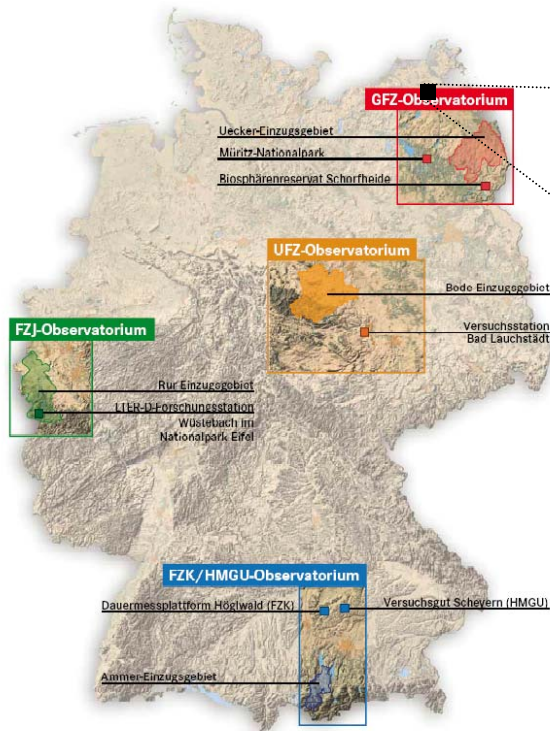 GFZ-Observatorium
Uecker-Einzugsgebiet
Müritz-Nationalpark
Biosphärenreservat Schorfheide
UFZ-Observatorium
Bode Einzugsgebiet
Versuchsstation
Bad Lauchstädt
FZJ-Observatorium
Rur Einzugsgebiet
LTER-D-Forschungsstation
Wüstebach im
Nationalpark Eifel
FZK/HMGU-Observatorium
Dauermessplattform Höglwald (FZK)
Versuchsgut Scheyern (HMGU)
Ammer-Einzugsgebiet